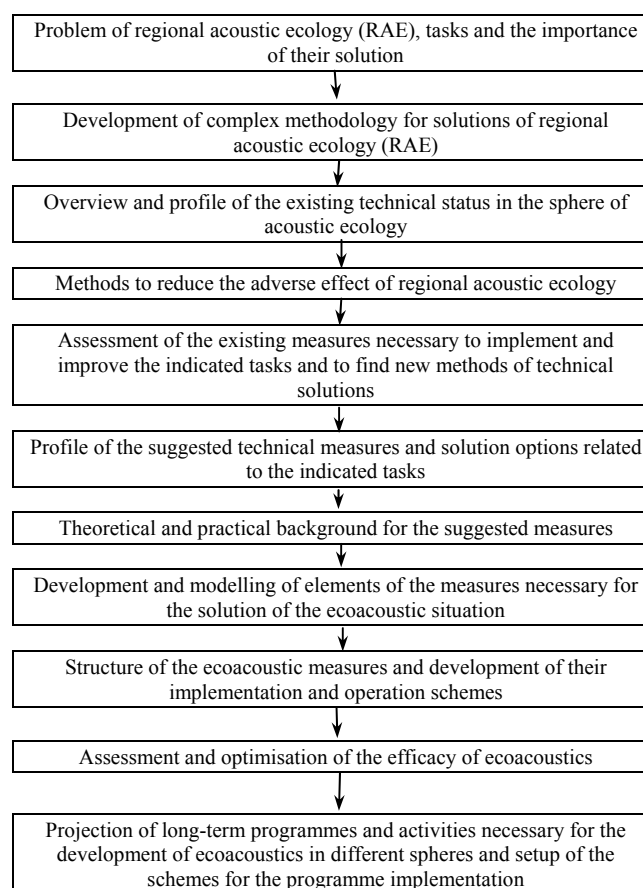 Problem of regional acoustic ecology (RAE), tasks and the importance
of their solution
Development of complex methodology for solutions of regional
acoustic ecology (RAE)
Overview and profile of the existing technical status in the sphere of
acoustic ecology
Methods to reduce the adverse effect of regional acoustic ecology
Assessment of the existing measures necessary to implement and
improve the indicated tasks and to find new methods of technical
solutions
Profile of the suggested technical measures and solution options related
to the indicated tasks
Theoretical and practical background for the suggested measures
Development and modelling of elements of the measures necessary for
the solution of the ecoacoustic situation
Structure of the ecoacoustic measures and development of their
implementation and operation schemes
Assessment and optimisation of the efficacy of ecoacoustics
Projection of long-term programmes and activities necessary for the
development of ecoacoustics in different spheres and setup of the
schemes for the programme implementation